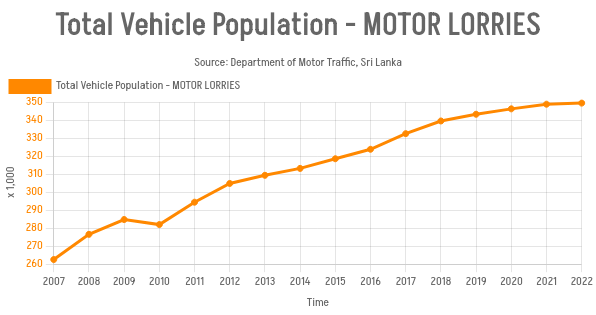 Total Vehicle Population - MOTOR LORRIES
Source: Department of Motor Traffic, Sri Lanka
Total Vehicle Population - MOTOR LORRIES
350
340
330
320
310
300
290
280
270
260
x 1,000
2007 2008 2009 2010 2011 2012 2013 2014 2015 2016 2017 2018 2019 2020 2021 2022
Time